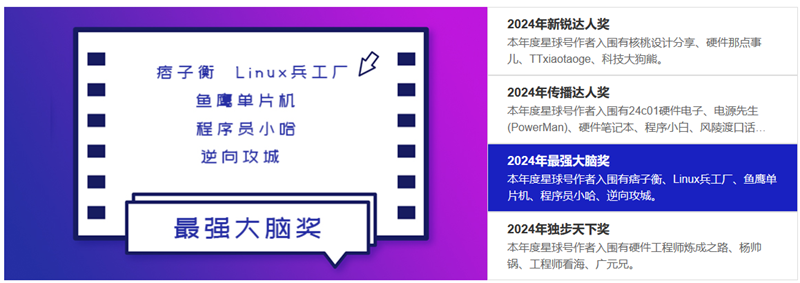 痞子衡 Linux兵工厂
鱼鹰单片机
程序员小哈
逆向攻城
最强大脑奖
2024年新锐达人奖
本年度星球号作者入围有核桃设计分享、硬件那点事
儿、TTxiaotaoge、科技大狗熊。
2024年传播达人奖
本年度星球号作者入围有24c01硬件电子、电源先生
(PowerMan)、硬件笔记本、程序小白、风陵渡口话...
2024年最强大脑奖
本年度星球号作者入围有痞子衡、Linux兵工厂、鱼鹰单
片机、程序员小哈、逆向攻城。
2024年独步天下奖
本年度星球号作者入围有硬件工程师炼成之路、杨帅
锅、工程师看海、广元兄。